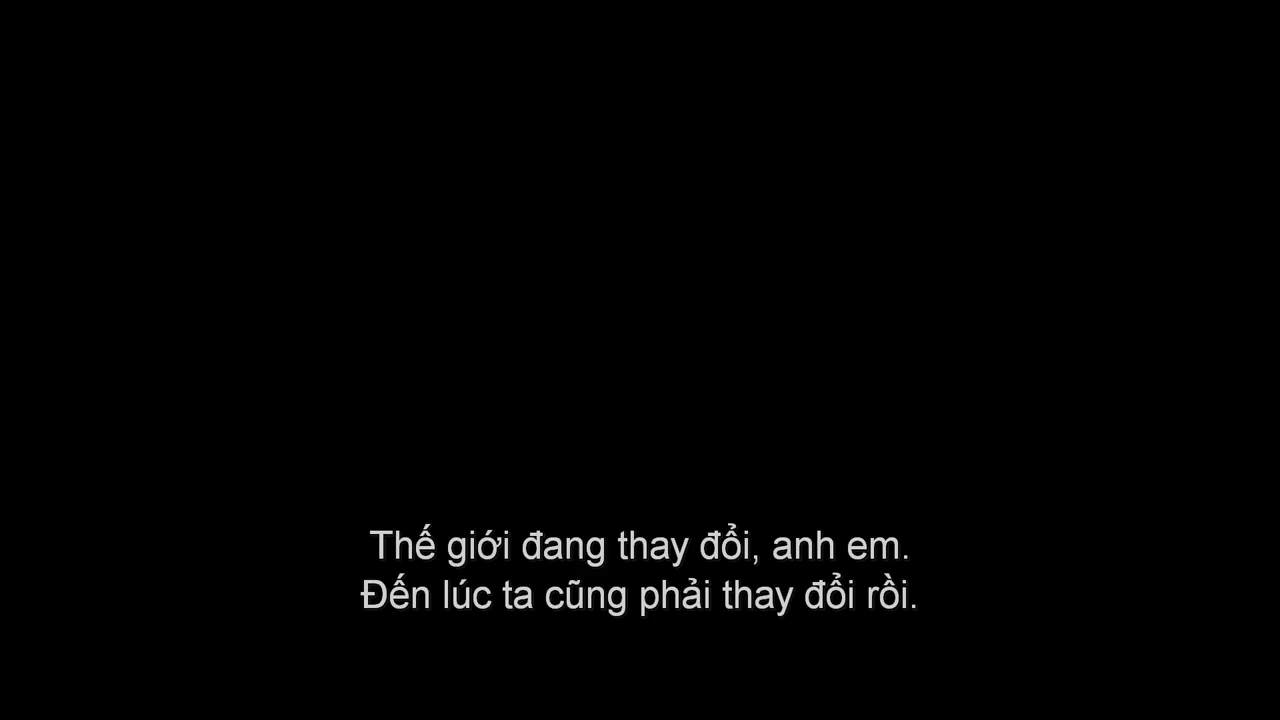 Thế giới đang thay đổi, anh em.
Đến lúc ta cũng phải thay đổi rồi.